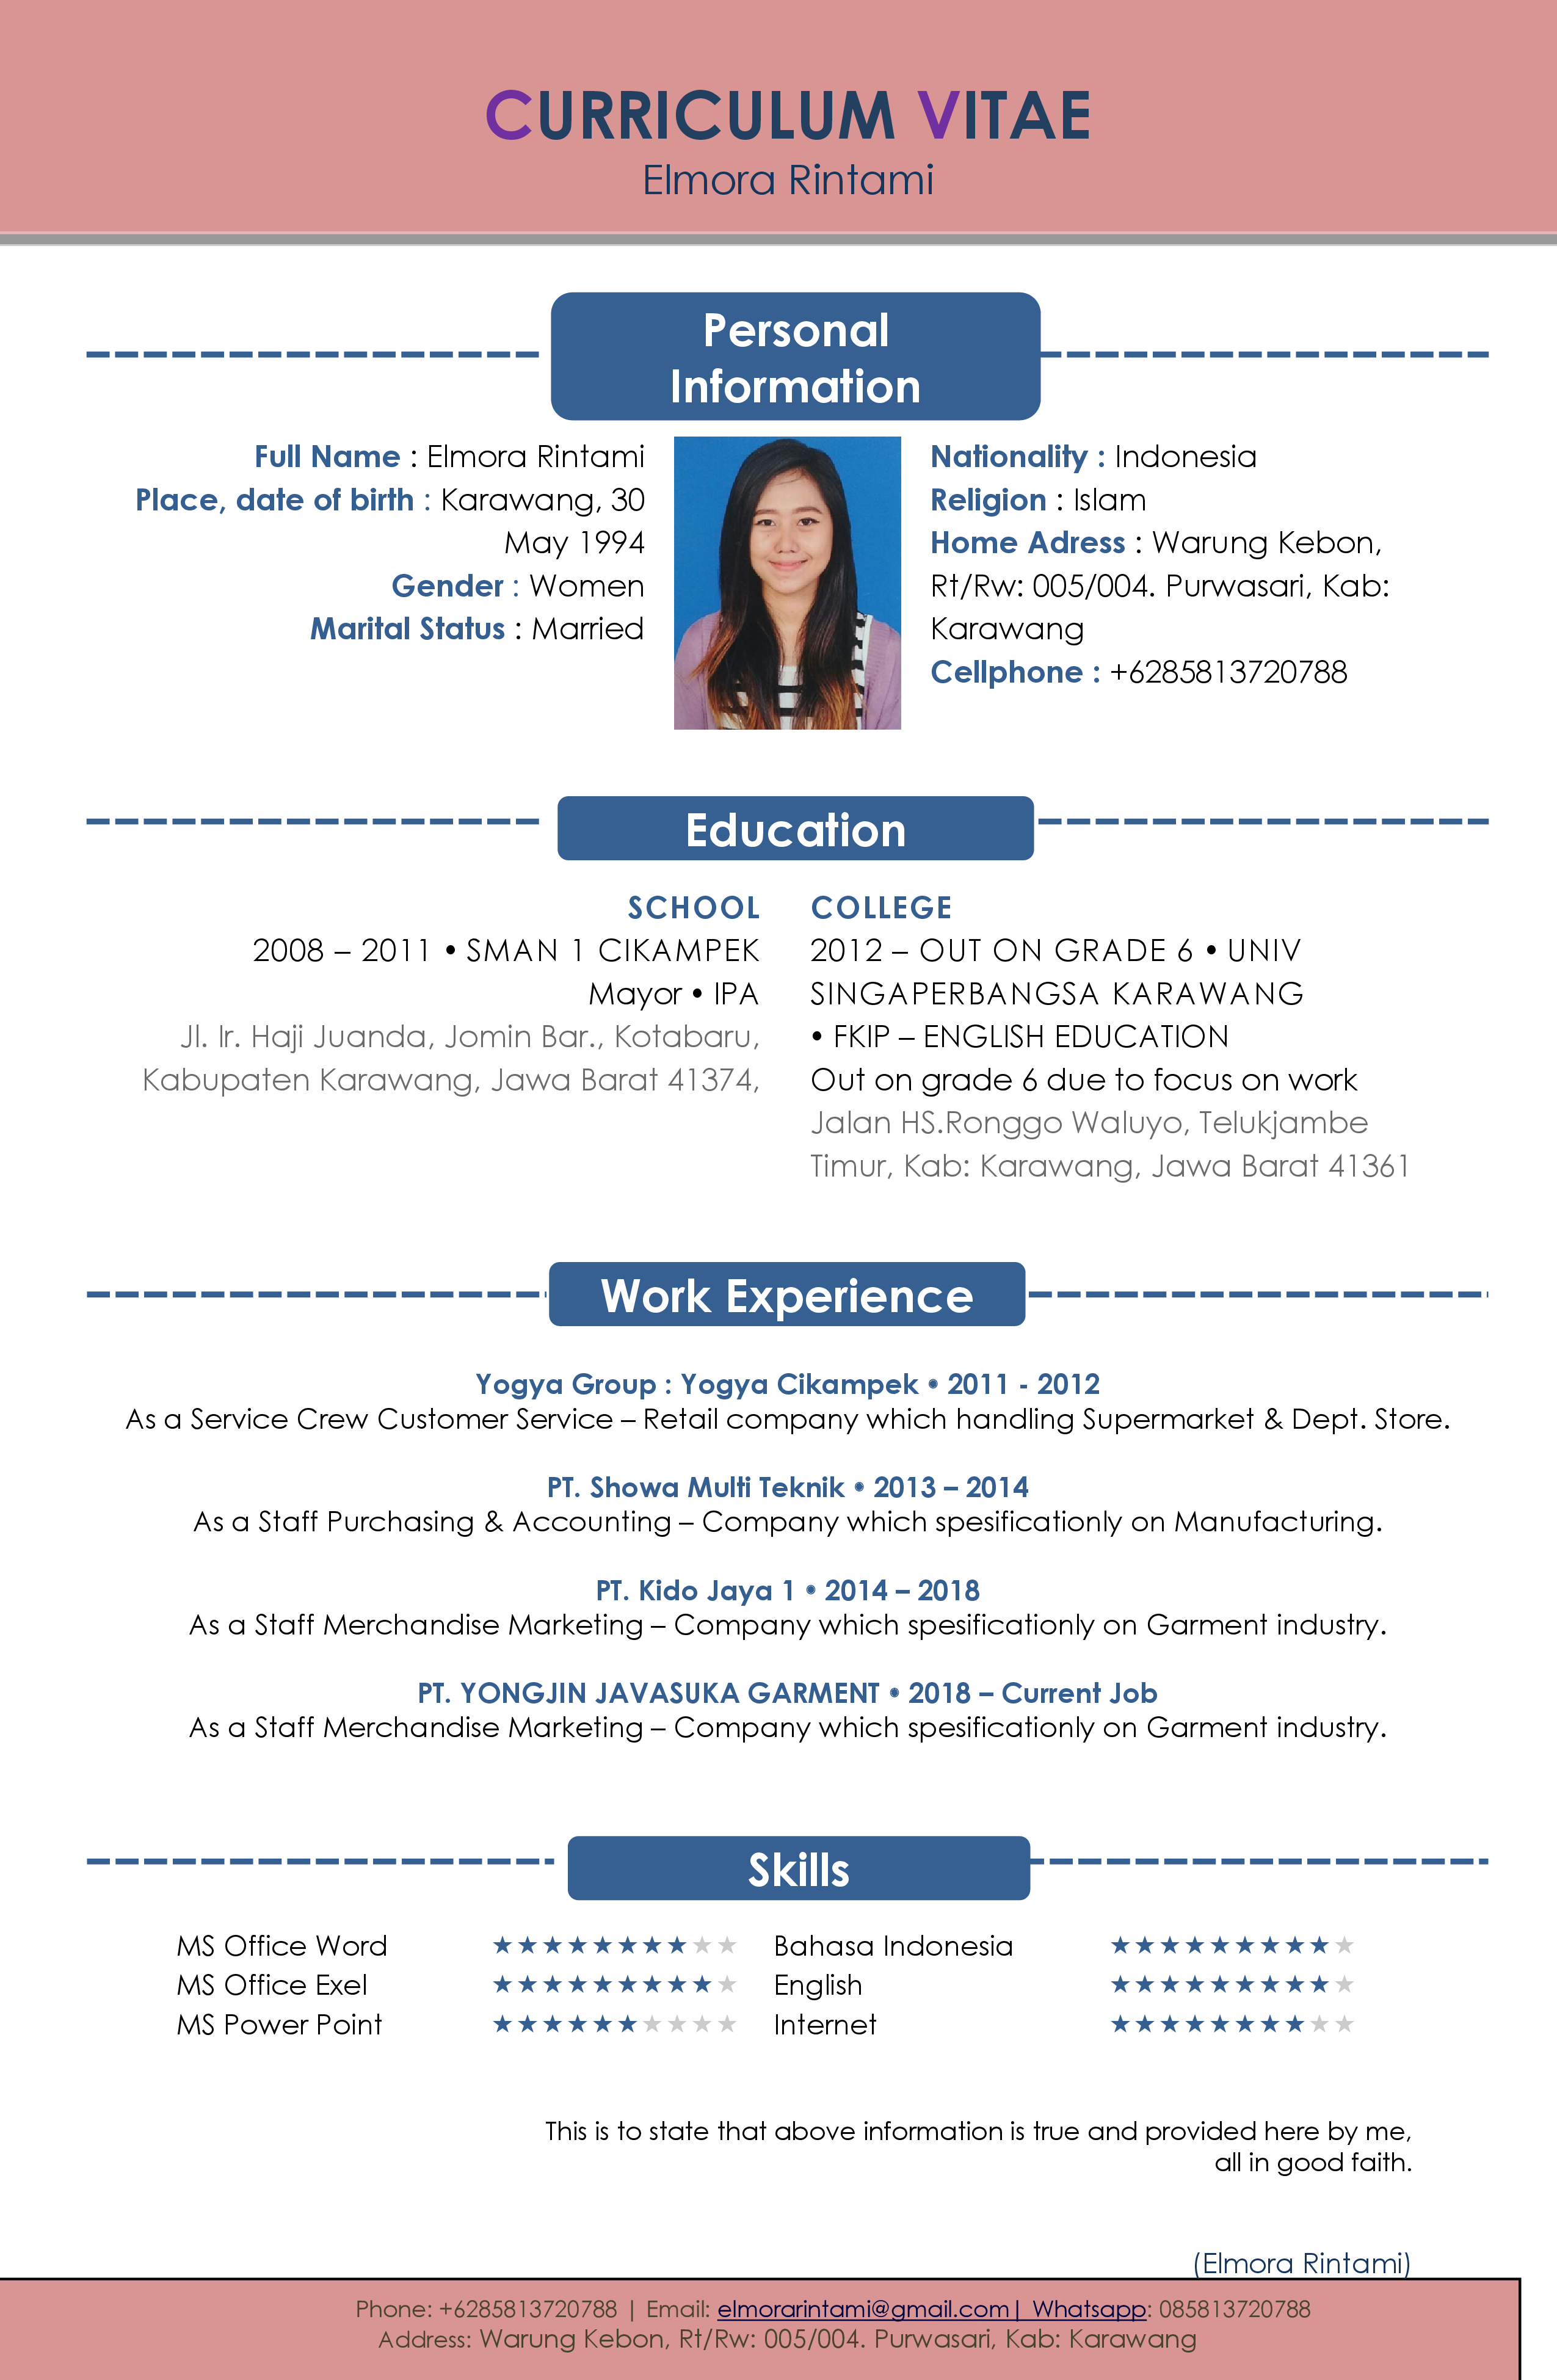 CURRICULUM VITAE
Elmora Rintami
Personal
Information
Full Name : Elmora Rintami
Place, date of birth : Karawang, 30
May 1994
Gender : Women
Marital Status : Married
Nationality : Indonesia
Religion : Islam
Home Adress : Warung Kebon,
Rt/Rw: 005/004. Purwasari, Kab:
Karawang
Cellphone : +6285813720788
Education
SCHOOL
2008 – 2011 • SMAN 1 CIKAMPEK
Mayor • IPA
Jl. Ir. Haji Juanda, Jomin Bar., Kotabaru,
Kabupaten Karawang, Jawa Barat 41374,
COLLEGE
2012 – OUT ON GRADE 6 • UNIV
SINGAPERBANGSA KARAWANG
• FKIP – ENGLISH EDUCATION
Out on grade 6 due to focus on work
Jalan HS.Ronggo Waluyo, Telukjambe
Timur, Kab: Karawang, Jawa Barat 41361
Work Experience
Yogya Group : Yogya Cikampek • 2011 - 2012
As a Service Crew Customer Service – Retail company which handling Supermarket & Dept. Store.
PT. Showa Multi Teknik • 2013 – 2014
As a Staff Purchasing & Accounting – Company which spesificationly on Manufacturing.
PT. Kido Jaya 1 • 2014 – 2018
As a Staff Merchandise Marketing – Company which spesificationly on Garment industry.
PT. YONGJIN JAVASUKA GARMENT • 2018 – Current Job
As a Staff Merchandise Marketing – Company which spesificationly on Garment industry.
Skills
MS Office Word ★★★★★★★★★★ Bahasa Indonesia ★★★★★★★★★★
MS Office Exel ★★★★★★★★★★ English ★★★★★★★★★★
MS Power Point ★★★★★★★★★★ Internet ★★★★★★★★★★
This is to state that above information is true and provided here by me,
all in good faith.
(Elmora Rintami)
Phone: +6285813720788 | Email: elmorarintami@gmail.com| Whatsapp: 085813720788
Address: Warung Kebon, Rt/Rw: 005/004. Purwasari, Kab: Karawang